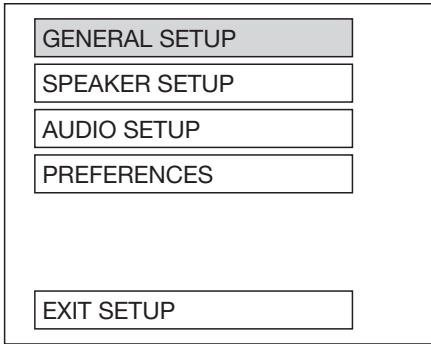 GENERAL SETUP
SPEAKER SETUP
AUDIO SETUP
PREFERENCES
EXIT SETUP